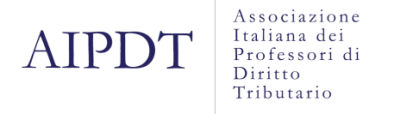 AIPDT
Associazione
Italiana dei
Professori di
Diritto
Tributario